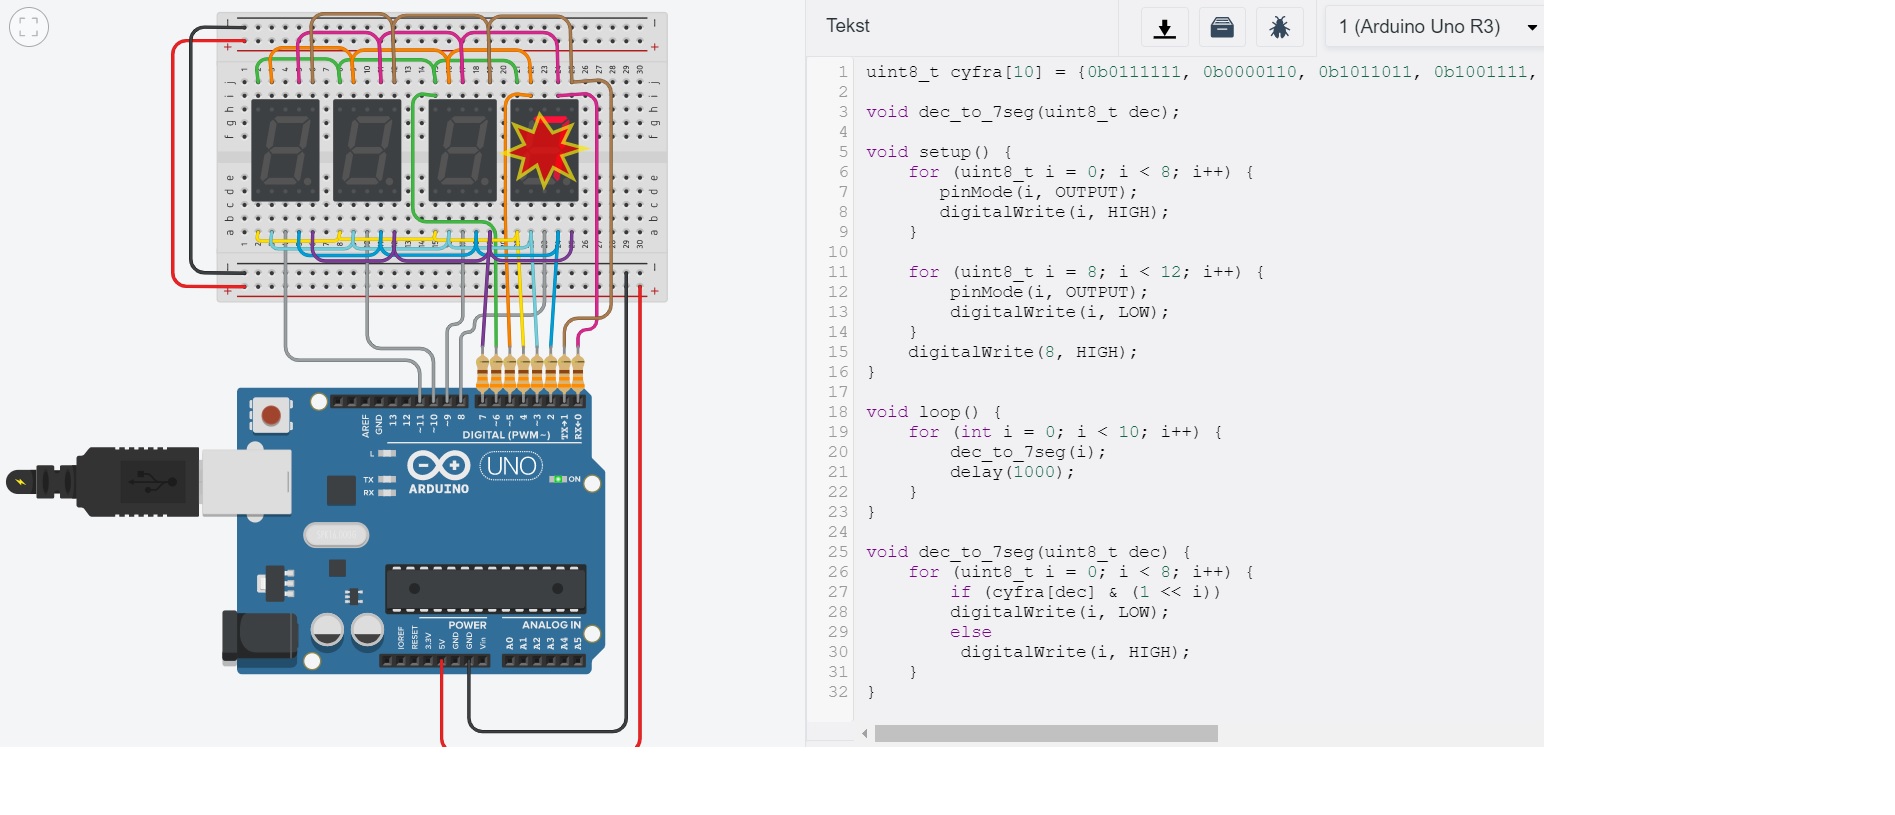 Tekst
1 (Arduino Uno R3)
1 uint8_t cyfra[10] = {0b0111111, 0b0000110, 0b1011011, 0b1001111,
2
3 void dec_to_7seg(uint8_t dec);
4
5 void setup() {
6 for (uint8_t i = 0; i < 8; i++) {
7 pinMode(i, OUTPUT);
8 digitalWrite(i, HIGH);
9 }
10
11 for (uint8_t i = 8; i < 12; i++) {
12 pinMode(i, OUTPUT);
13 digitalWrite(i, LOW);
14 }
15 digitalWrite(8, HIGH);
16 }
17
18 void loop() {
19 for (int i = 0; i < 10; i++) {
20 dec_to_7seg(i);
21 delay(1000);
22 }
23 }
24
25 void dec_to_7seg(uint8_t dec) {
26 for (uint8_t i = 0; i < 8; i++) {
27 if (cyfra[dec] & (1 << i))
28 digitalWrite(i, LOW);
29 else
30 digitalWrite(i, HIGH);
31 }
32 }
AREF GND 13 12 ~11 ~10 ~9 8 7 ~6 ~5 4 ~3 2 TX→1 RX←0
DIGITAL (PWM~)
L
TX
RX
ARDUINO
UNO
ON
POWER
ANALOG IN
IOREF RESET 3.3V 5V GND GND Vin A0 A1 A2 A3 A4 A5